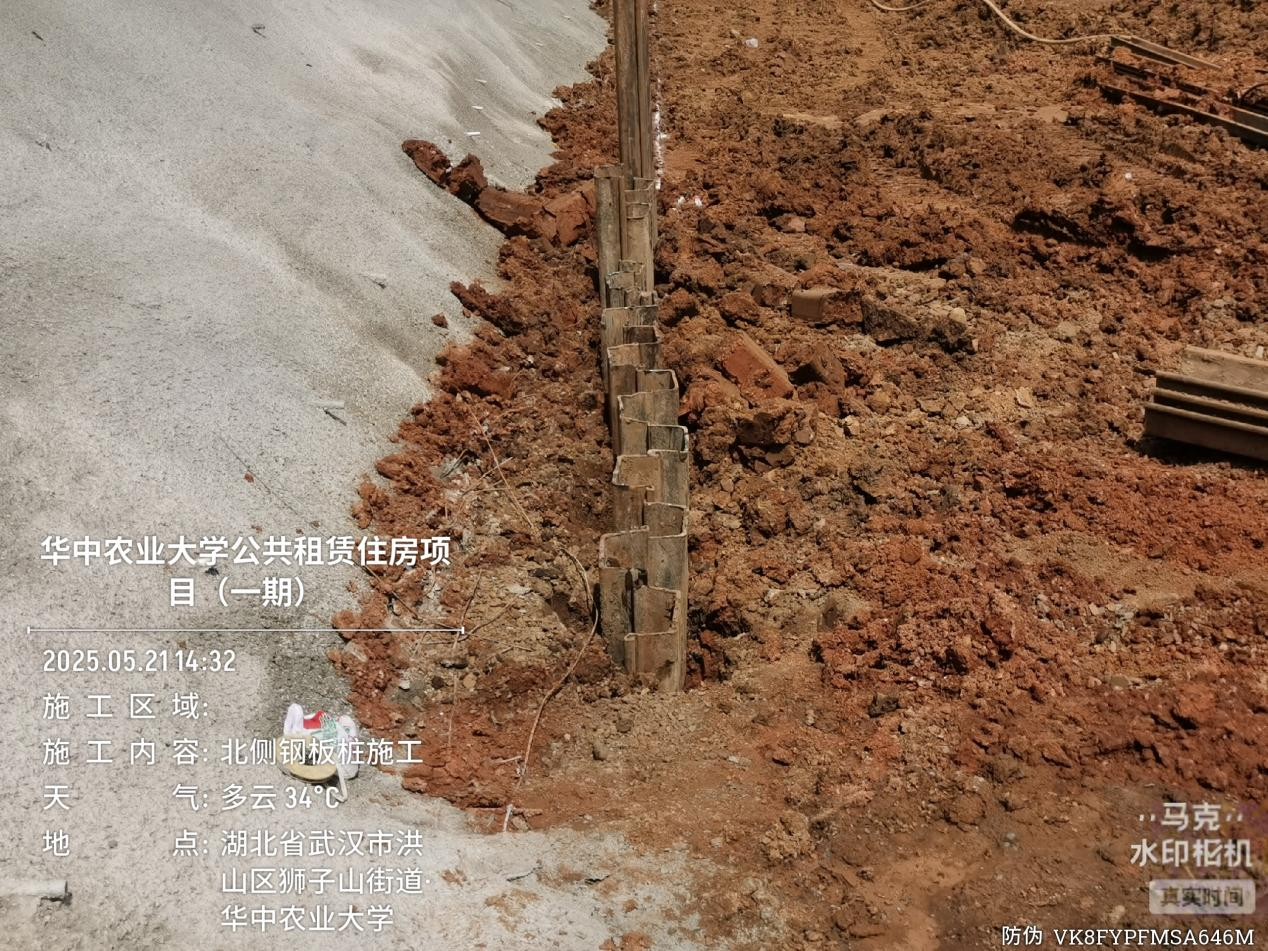 华中农业大学公共租赁住房项
目（一期）
2025.05.21 14:32
施工区域:
施工内容: 北侧钢板桩施工
天气: 多云 34℃
地点: 湖北省武汉市洪
山区狮子山街道·
华中农业大学
马克
水印相机
真实时间
防伪 VK8FYPFMSA646M